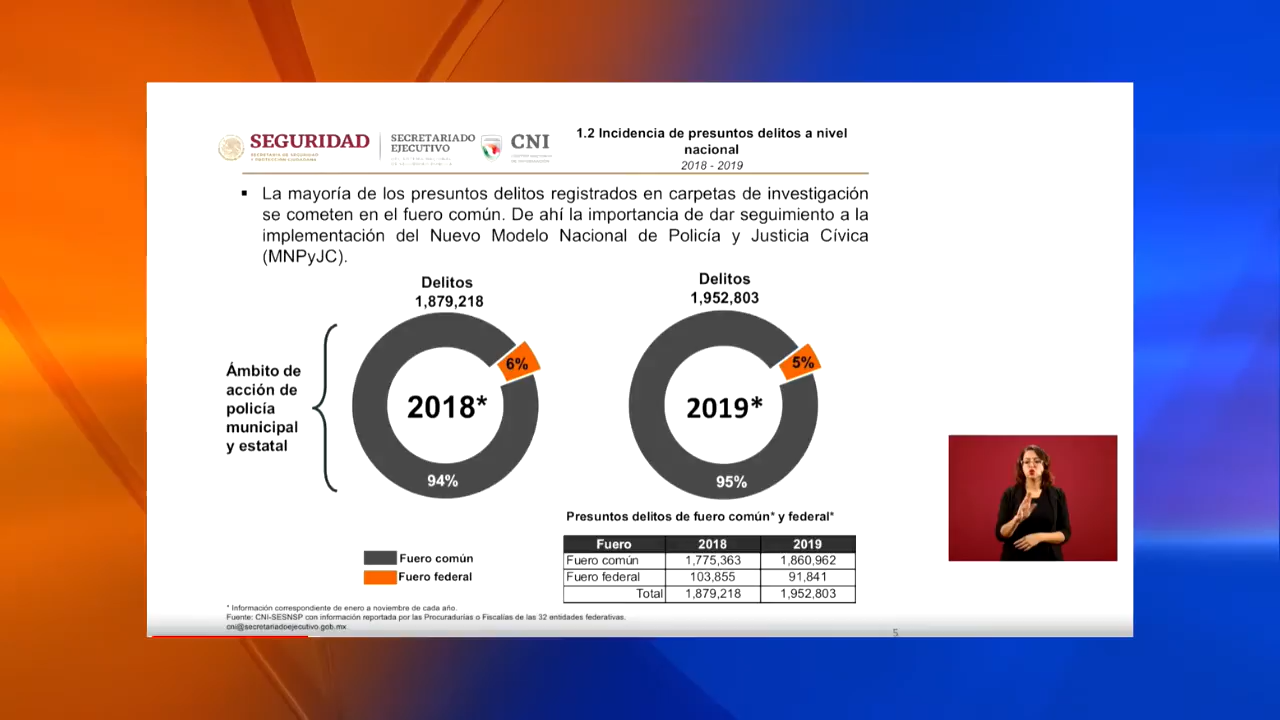 SEGURIDAD
SECRETARÍA DE SEGURIDAD
Y PROTECCIÓN CIUDADANA
SECRETARIADO
EJECUTIVO
CNI
1.2 Incidencia de presuntos delitos a nivel
nacional
2018 - 2019
▪ La mayoría de los presuntos delitos registrados en carpetas de investigación
se cometen en el fuero común. De ahí la importancia de dar seguimiento a la
implementación del Nuevo Modelo Nacional de Policía y Justicia Cívica
(MNPyJC).
Delitos
1,879,218
6%
2018*
94%
Delitos
1,952,803
5%
2019*
95%
Ámbito de
acción de
policía
municipal
y estatal
Fuero común
Fuero federal
Presuntos delitos de fuero común* y federal*
Fuero 2018 2019
Fuero común 1,775,363 1,860,962
Fuero federal 103,855 91,841
Total 1,879,218 1,952,803
* Información correspondiente de enero a noviembre de cada año.
Fuente: CNI-SESNSP con información reportada por las Procuradurías o Fiscalías de las 32 entidades federativas.
cni@secretariadoejecutivo.gob.mx
5